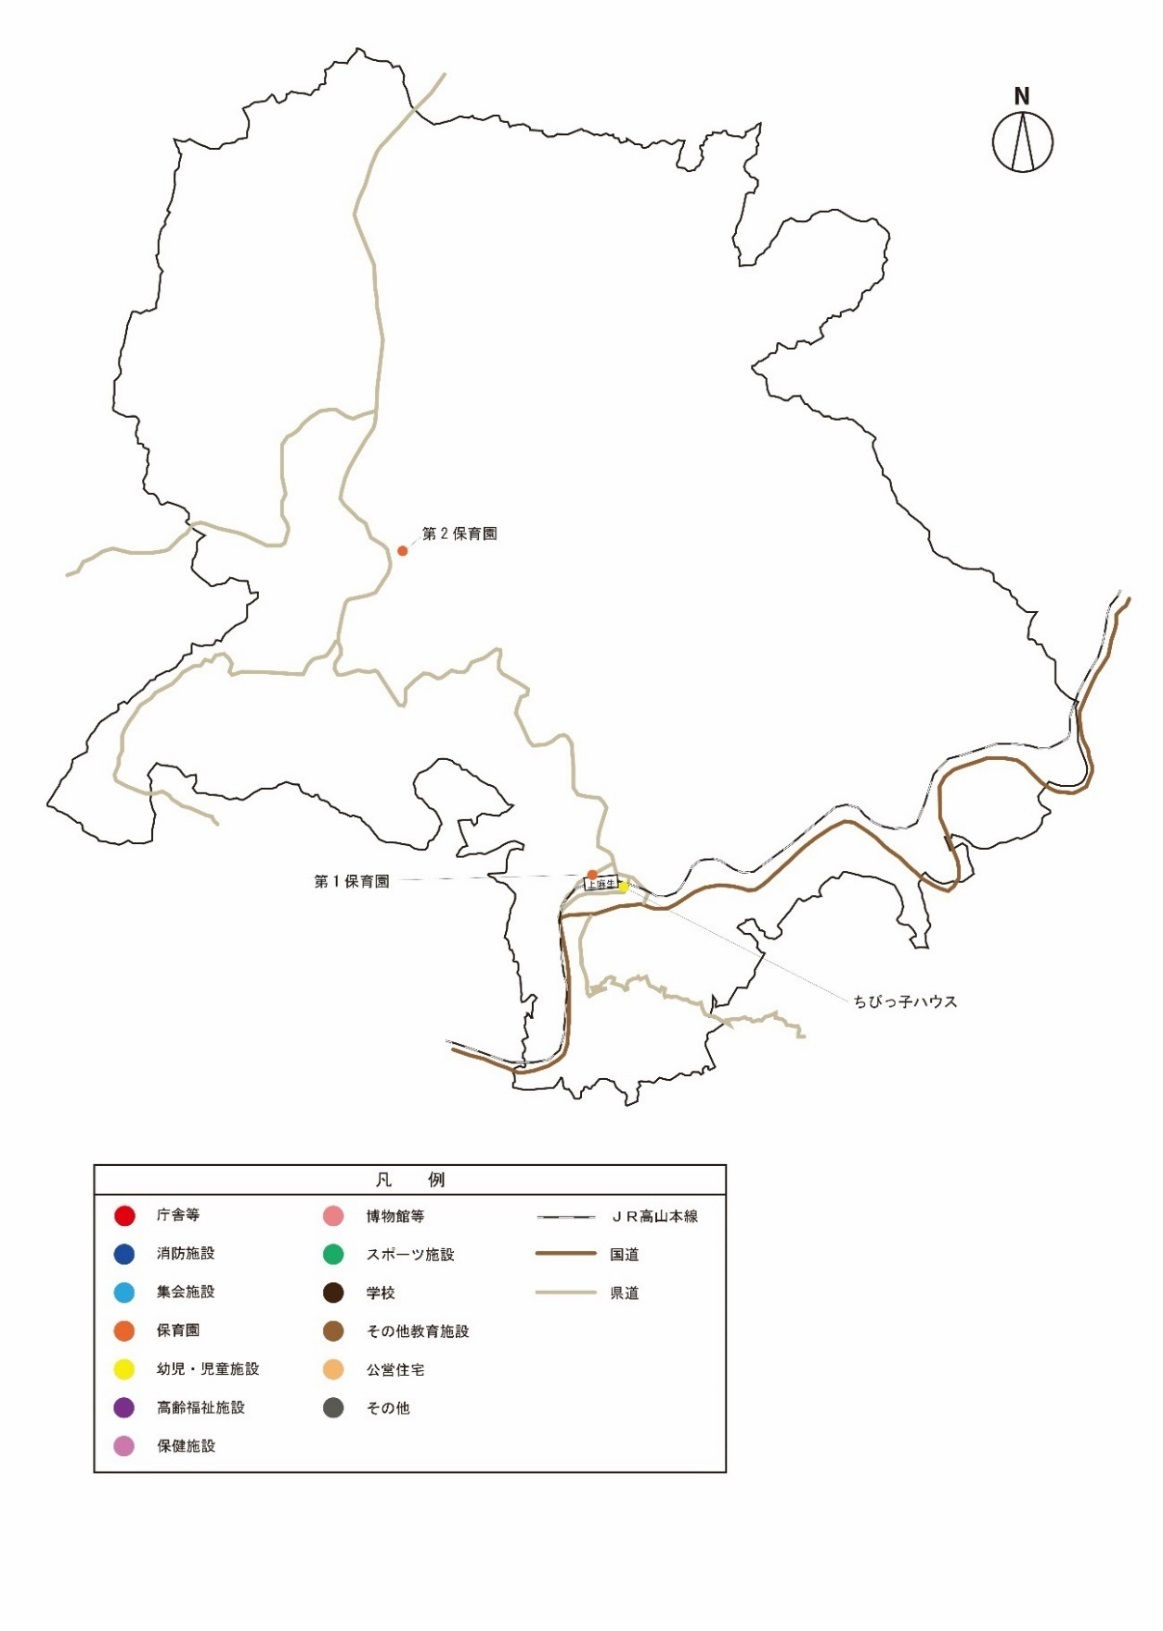 N
第2保育園
第1保育園
上麻生
ちびっ子ハウス
凡 例
庁舎等
消防施設
集会施設
保育園
幼児・児童施設
高齢福祉施設
保健施設
博物館等
スポーツ施設
学校
その他教育施設
公営住宅
その他
JR高山本線
国道
県道